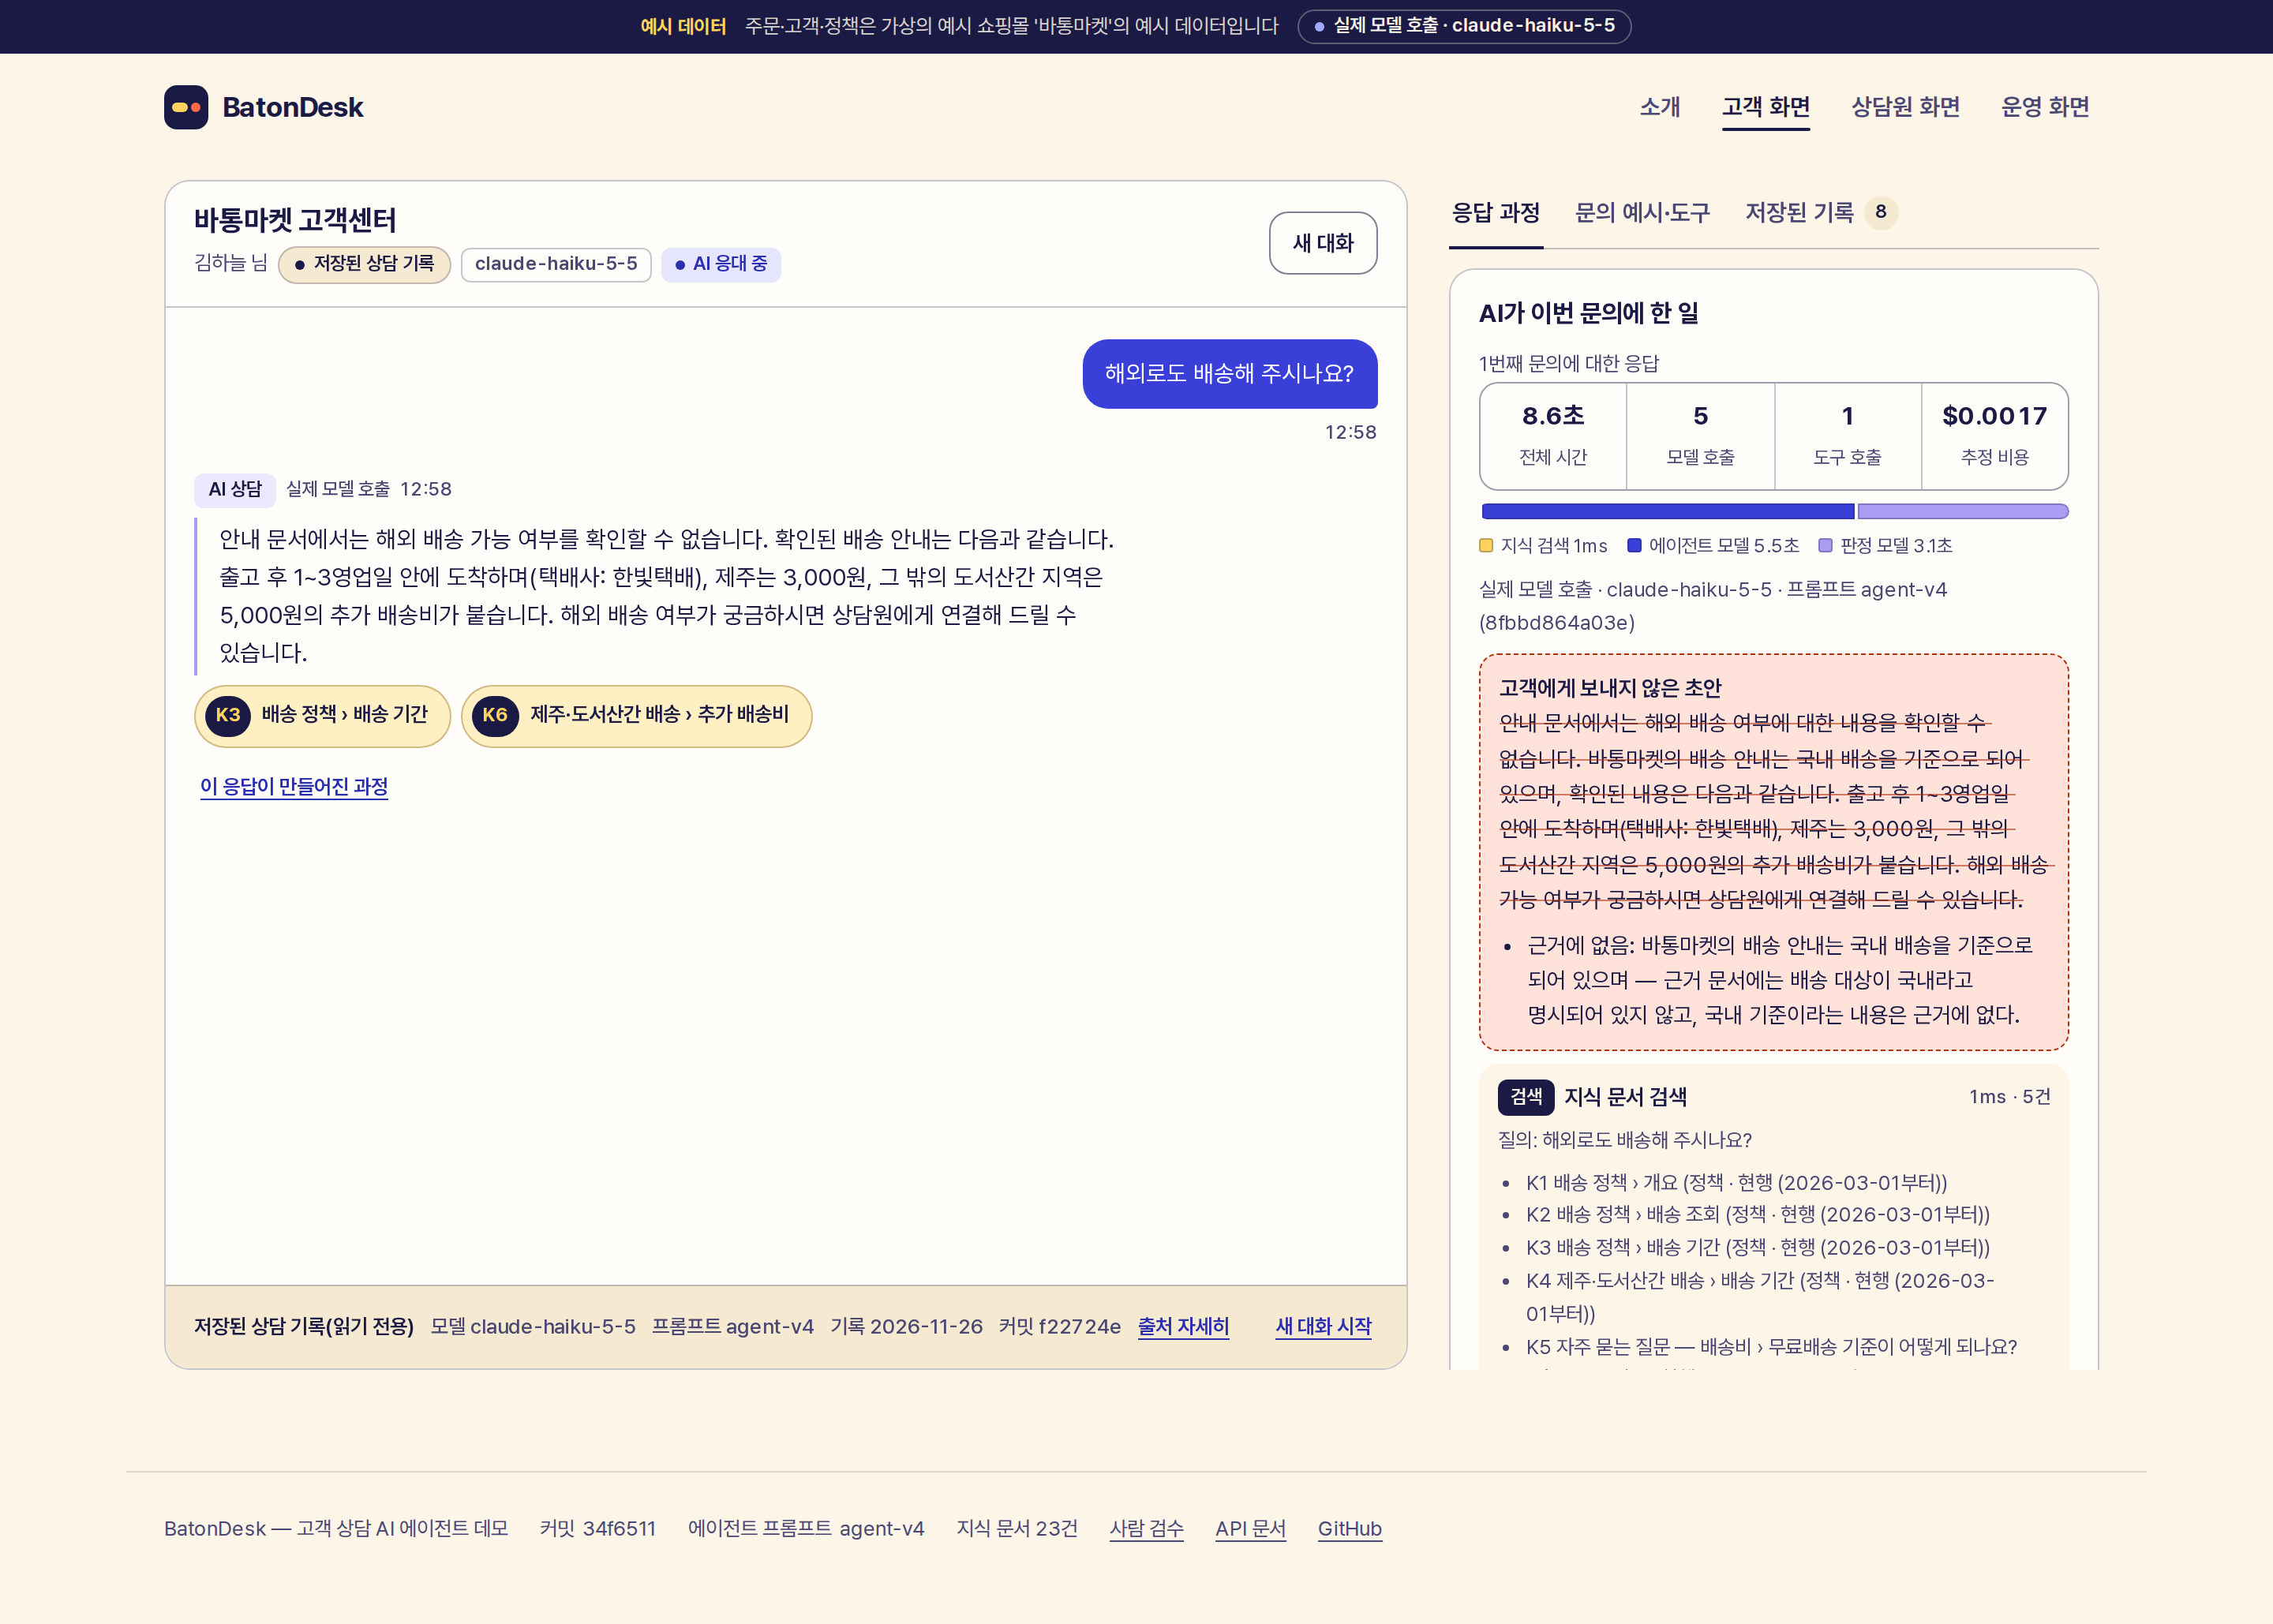 예시 데이터 주문·고객·정책은 가상의 예시 쇼핑몰 '바통마켓'의 예시 데이터입니다 실제 모델 호출 · claude-haiku-5-5
BatonDesk
소개 고객 화면 상담원 화면 운영 화면
바통마켓 고객센터
김하늘 님 저장된 상담 기록 claude-haiku-5-5 AI 응대 중
새 대화
해외로도 배송해 주시나요?
12:58
AI 상담 실제 모델 호출 12:58
안내 문서에서는 해외 배송 가능 여부를 확인할 수 없습니다. 확인된 배송 안내는 다음과 같습니다.
출고 후 1~3영업일 안에 도착하며(택배사: 한빛택배), 제주는 3,000원, 그 밖의 도서산간 지역은
5,000원의 추가 배송비가 붙습니다. 해외 배송 여부가 궁금하시면 상담원에게 연결해 드릴 수
있습니다.
K3 배송 정책 › 배송 기간 K6 제주·도서산간 배송 › 추가 배송비
이 응답이 만들어진 과정
저장된 상담 기록(읽기 전용) 모델 claude-haiku-5-5 프롬프트 agent-v4 기록 2026-11-26 커밋 f22724e 출처 자세히 새 대화 시작
응답 과정 문의 예시·도구 저장된 기록 8
AI가 이번 문의에 한 일
1번째 문의에 대한 응답
8.6초 5 1 $0.0017
전체 시간 모델 호출 도구 호출 추정 비용
지식 검색 1ms 에이전트 모델 5.5초 판정 모델 3.1초
실제 모델 호출 · claude-haiku-5-5 · 프롬프트 agent-v4
(8fbbd864a03e)
고객에게 보내지 않은 초안
안내 문서에서는 해외 배송 여부에 대한 내용을 확인할 수
없습니다. 바통마켓의 배송 안내는 국내 배송을 기준으로 되어
있으며, 확인된 내용은 다음과 같습니다. 출고 후 1~3영업일
안에 도착하며(택배사: 한빛택배), 제주는 3,000원, 그 밖의
도서산간 지역은 5,000원의 추가 배송비가 붙습니다. 해외 배송
가능 여부가 궁금하시면 상담원에게 연결해 드릴 수 있습니다.
• 근거에 없음: 바통마켓의 배송 안내는 국내 배송을 기준으로
되어 있으며 — 근거 문서에는 배송 대상이 국내라고
명시되어 있지 않고, 국내 기준이라는 내용은 근거에 없다.
검색 지식 문서 검색 1ms · 5건
질의: 해외로도 배송해 주시나요?
• K1 배송 정책 › 개요 (정책 · 현행 (2026-03-01부터))
• K2 배송 정책 › 배송 조회 (정책 · 현행 (2026-03-01부터))
• K3 배송 정책 › 배송 기간 (정책 · 현행 (2026-03-01부터))
• K4 제주·도서산간 배송 › 배송 기간 (정책 · 현행 (2026-03-
01부터))
• K5 자주 묻는 질문 — 배송비 › 무료배송 기준이 어떻게 되나요?
BatonDesk — 고객 상담 AI 에이전트 데모 커밋 34f6511 에이전트 프롬프트 agent-v4 지식 문서 23건 사람 검수 API 문서 GitHub